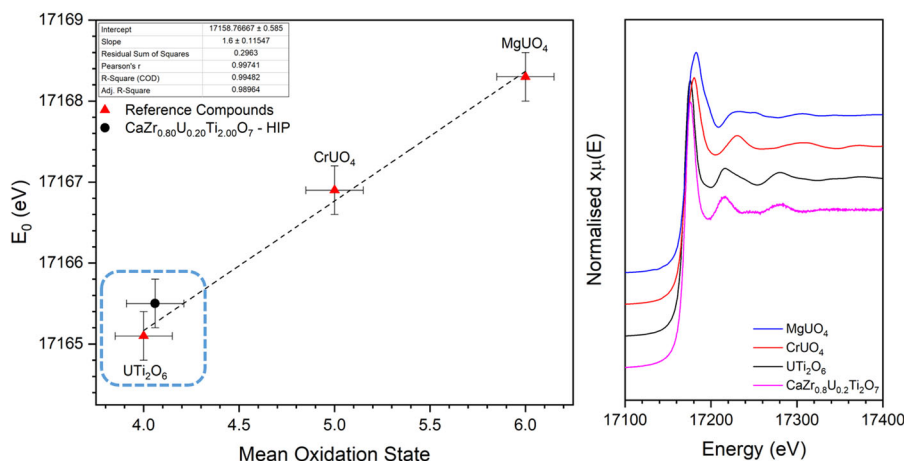 Intercept 17158.76667 ± 0.585
Slope 1.6 ± 0.11547
Residual Sum of Squares 0.2963
Pearson's r 0.99741
R-Square (COD) 0.99482
Adj. R-Square 0.98964
Reference Compounds
CaZr0.80U0.20Ti2.00O7 - HIP
MgUO4
CrUO4
UTi2O6
17169
17168
17167
17166
17165
E0 (eV)
4.0 4.5 5.0 5.5 6.0
Mean Oxidation State
Normalised xμ(E)
MgUO4
CrUO4
UTi2O6
CaZr0.8U0.2Ti2O7
17100 17200 17300 17400
Energy (eV)